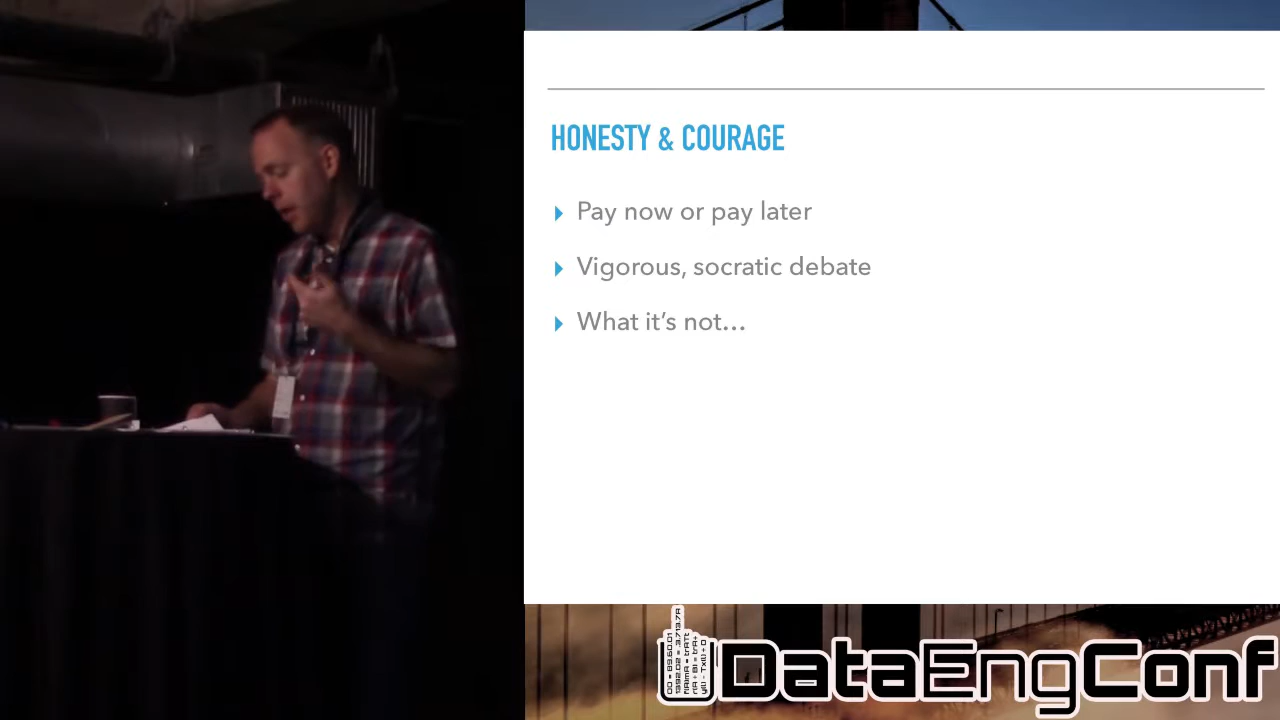 HONESTY & COURAGE
Pay now or pay later
Vigorous, socratic debate
What it's not…
DataEngConf